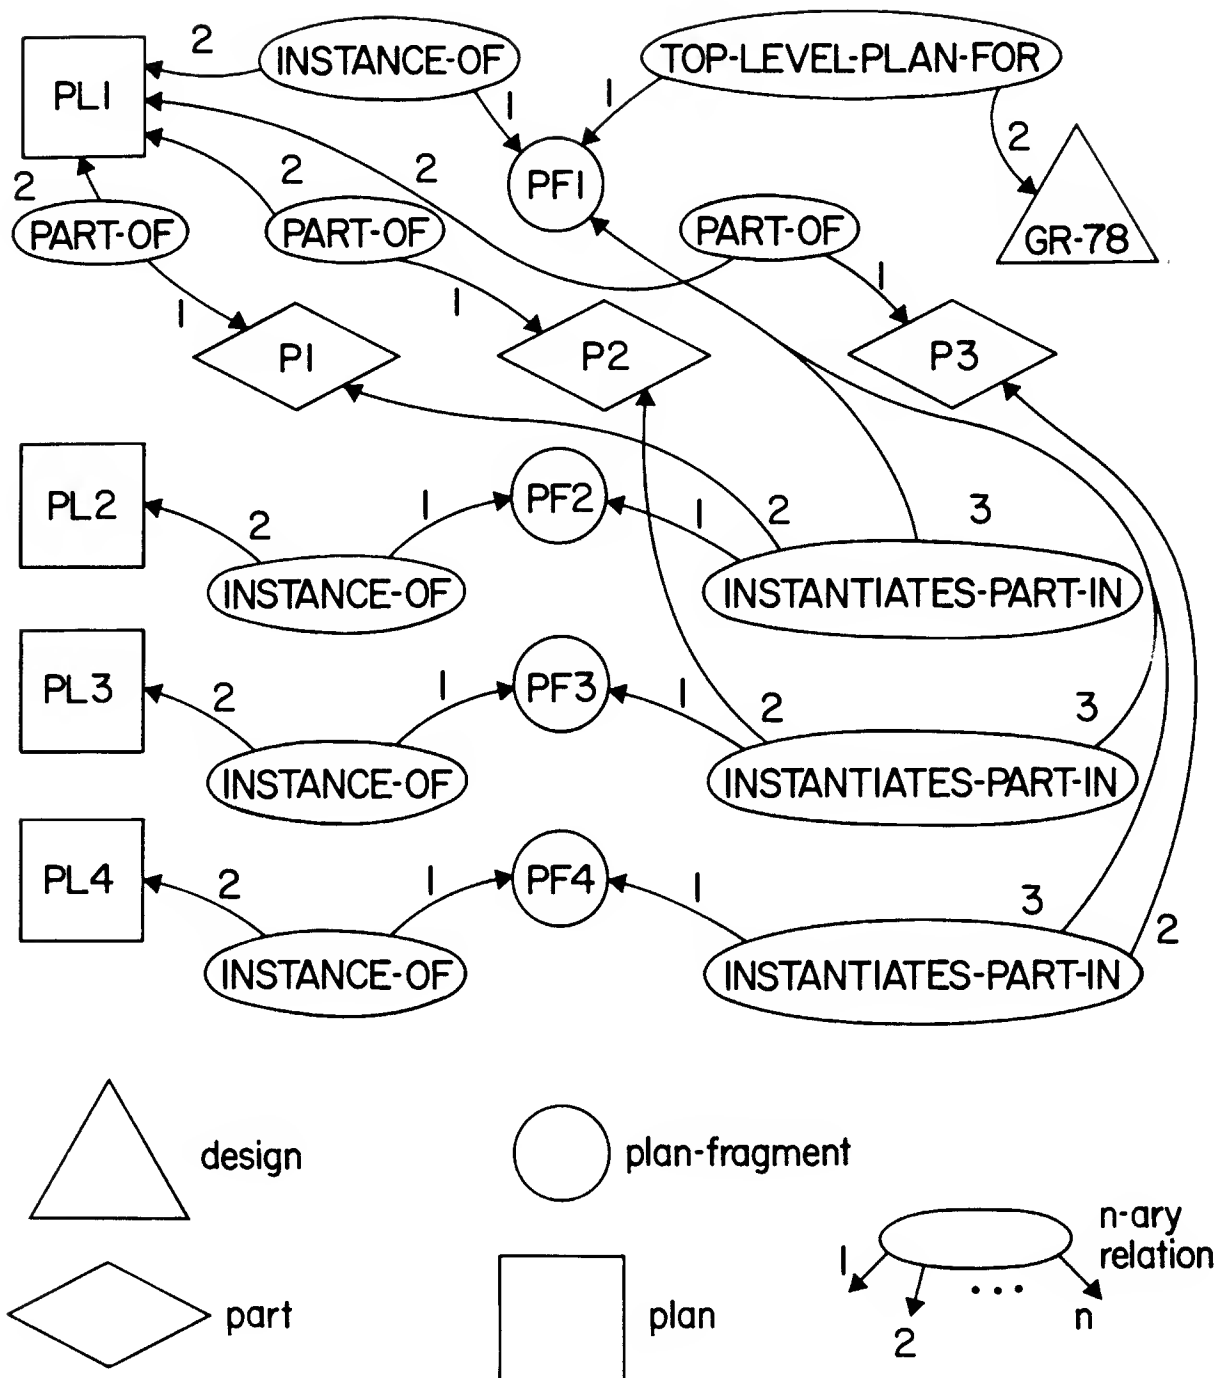 2 INSTANCE-OF TOP-LEVEL-PLAN-FOR
PL1 1 1
2 2 2 PF1 2
PART-OF PART-OF PART-OF GR-78
1 1 1
P1 P2 P3
PL2 2 1 PF2 1 2 3
INSTANCE-OF INSTANTIATES-PART-IN
PL3 2 1 PF3 1 2 3
INSTANCE-OF INSTANTIATES-PART-IN
PL4 2 1 PF4 1 3 2
INSTANCE-OF INSTANTIATES-PART-IN
design
plan-fragment
part
plan
n-ary
relation
1 2 ... n